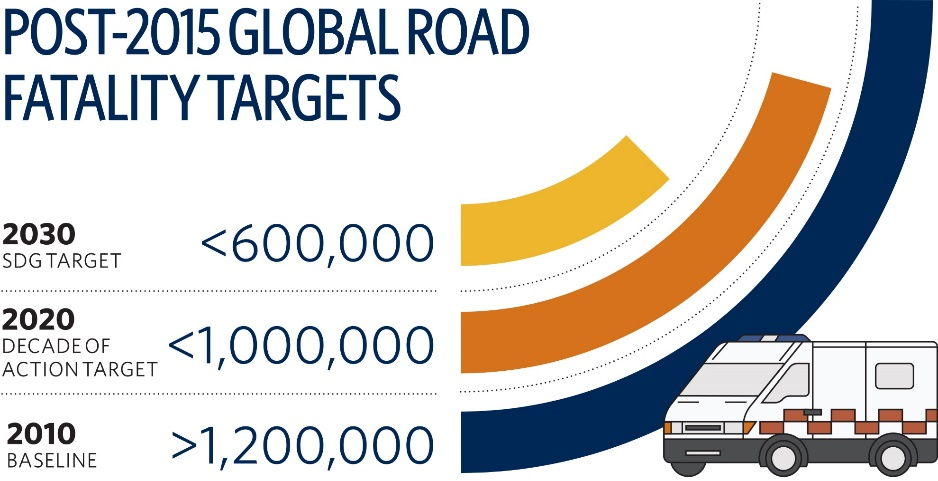 POST-2015 GLOBAL ROAD
FATALITY TARGETS
2030
SDG TARGET
<600,000
2020
DECADE OF
ACTION TARGET
<1,000,000
2010
BASELINE
>1,200,000